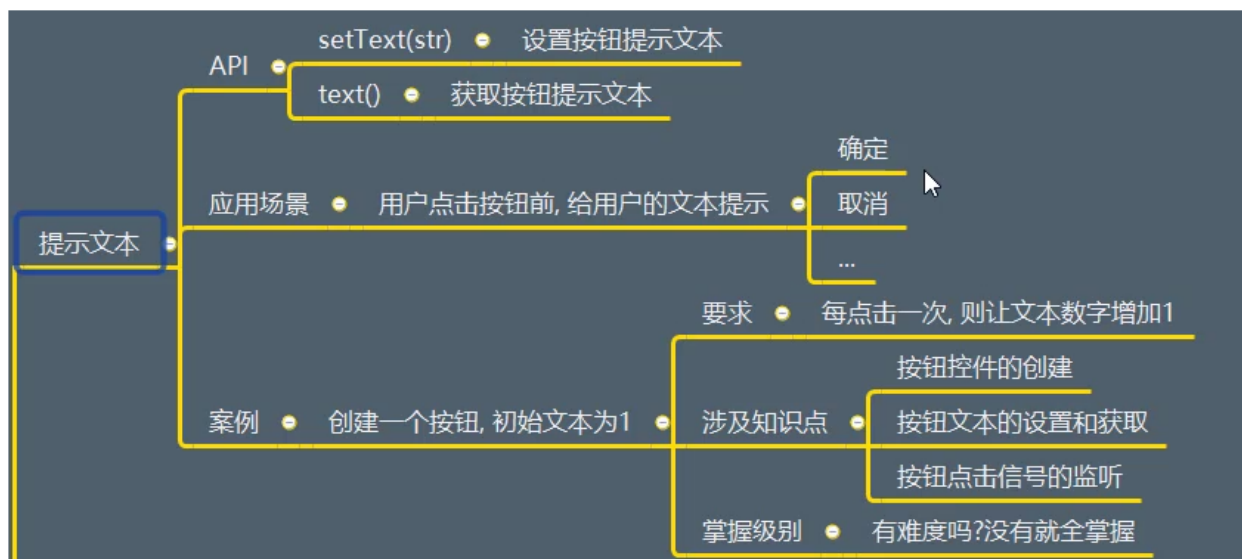 API
setText(str) 设置按钮提示文本
text() 获取按钮提示文本
提示文本
应用场景 用户点击按钮前, 给用户的文本提示
确定
取消
...
案例 创建一个按钮, 初始文本为1
要求 每点击一次, 则让文本数字增加1
涉及知识点
按钮控件的创建
按钮文本的设置和获取
按钮点击信号的监听
掌握级别 有难度吗?没有就全掌握